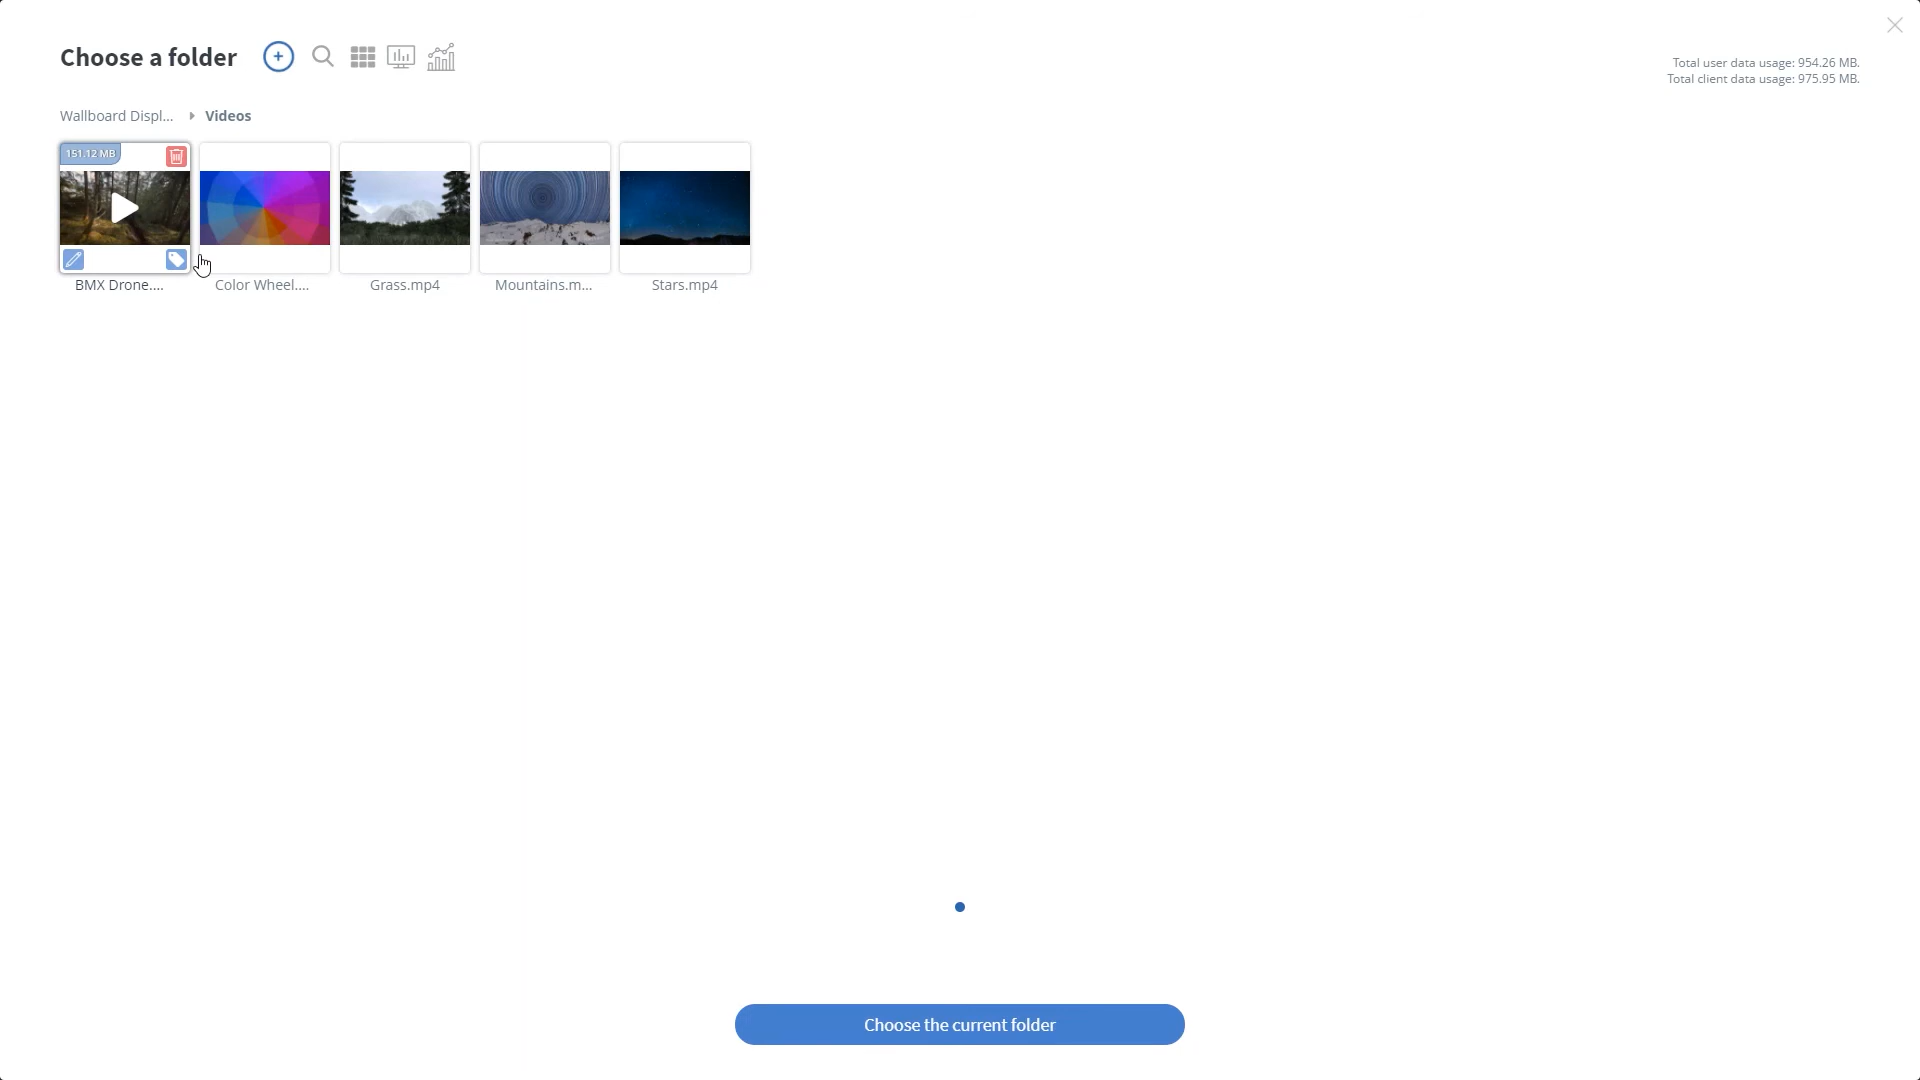 Choose a folder
Total user data usage: 954.26 MB.
Total client data usage: 975.95 MB.
Wallboard Displ... Videos
151.12 MB
BMX Drone.... Color Wheel.... Grass.mp4 Mountains.m... Stars.mp4
Choose the current folder